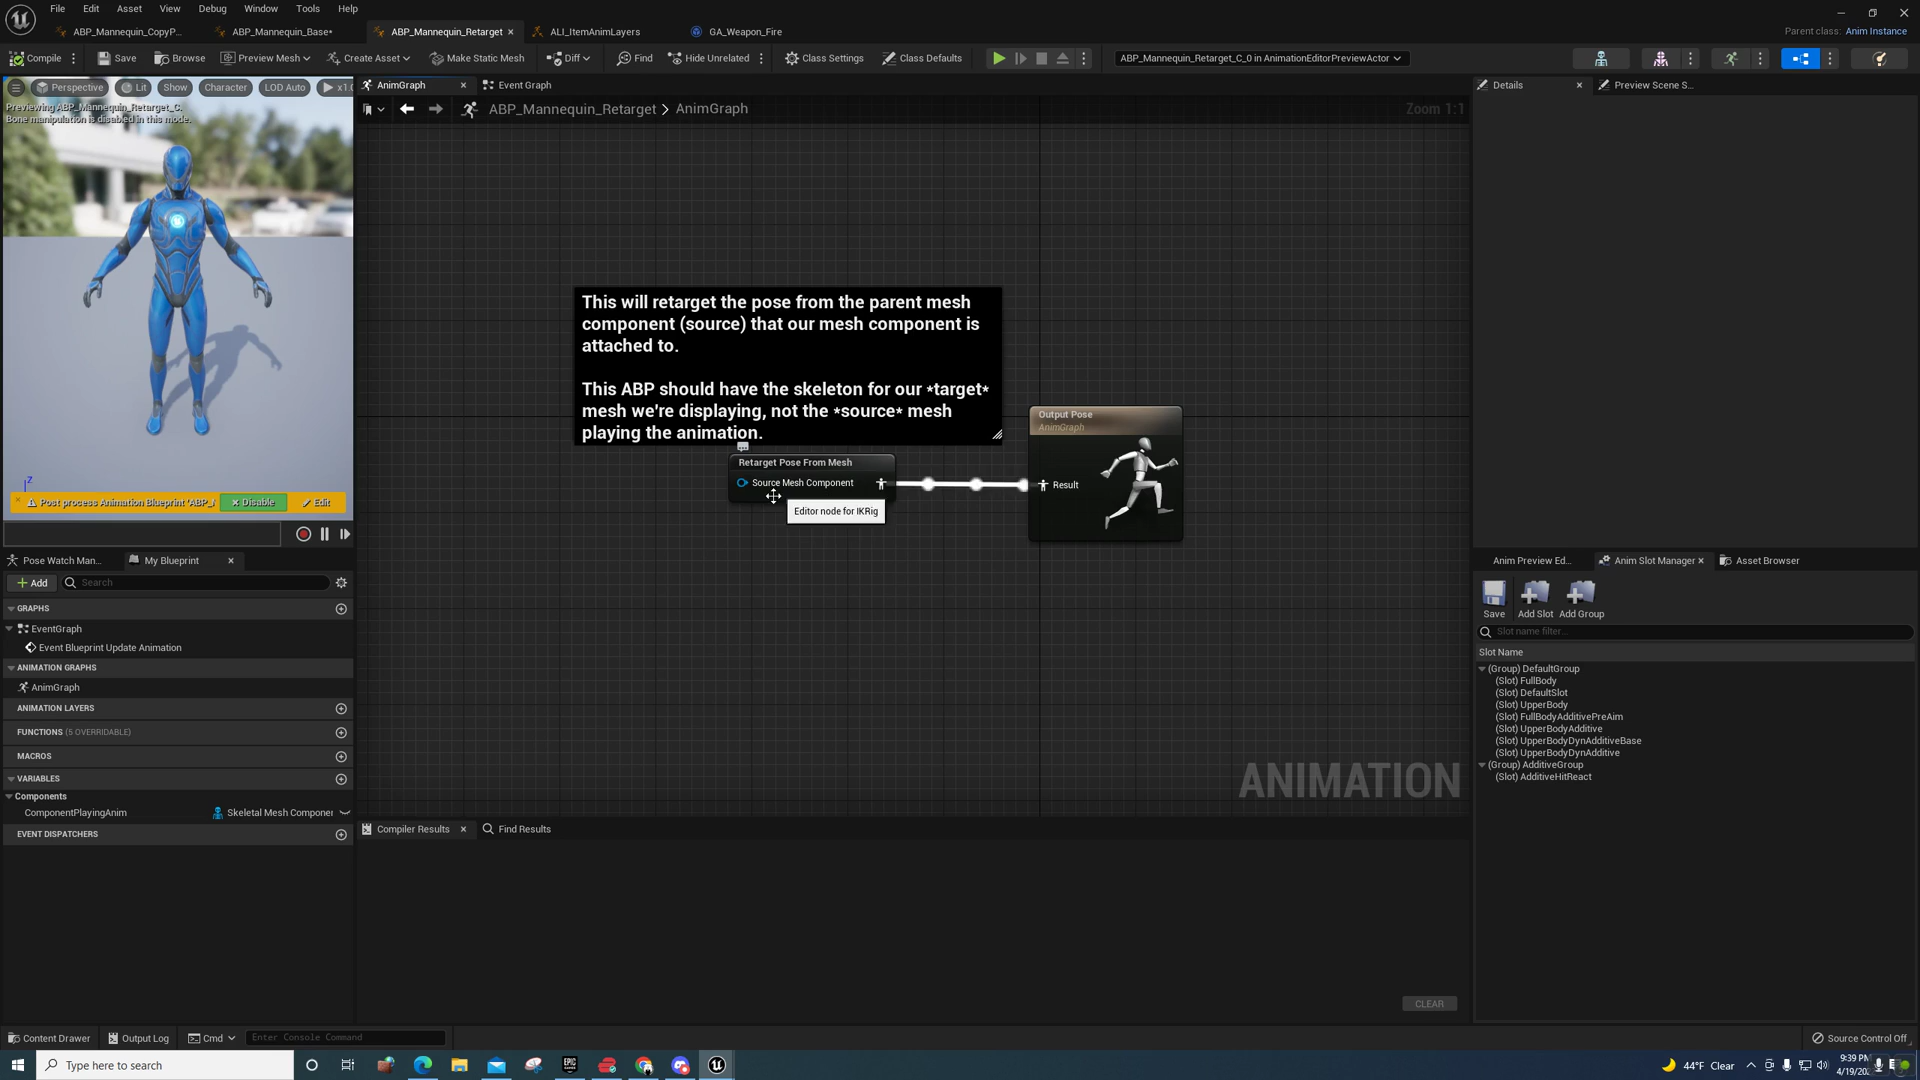 File Edit Asset View Debug Window Tools Help
ABP_Mannequin_CopyP... ABP_Mannequin_Base* ABP_Mannequin_Retarget ALI_ItemAnimLayers GA_Weapon_Fire Parent class: Anim Instance
Compile Save Browse Preview Mesh Create Asset Make Static Mesh Diff Find Hide Unrelated Class Settings Class Defaults ABP_Mannequin_Retarget_C_0 in AnimationEditorPreviewActor
Perspective Lit Show Character LOD Auto x1.0
Previewing ABP_Mannequin_Retarget_C.
Bone manipulation is disabled in this mode.
Z
Post process Animation Blueprint 'ABP_ Disable Edit
Pose Watch Man... My Blueprint
Add Search
GRAPHS
EventGraph
Event Blueprint Update Animation
ANIMATION GRAPHS
AnimGraph
ANIMATION LAYERS
FUNCTIONS (5 OVERRIDABLE)
MACROS
VARIABLES
Components
ComponentPlayingAnim Skeletal Mesh Componer
EVENT DISPATCHERS
AnimGraph Event Graph
ABP_Mannequin_Retarget > AnimGraph Zoom 1:1
This will retarget the pose from the parent mesh
component (source) that our mesh component is
attached to.
This ABP should have the skeleton for our *target*
mesh we're displaying, not the *source* mesh
playing the animation.
Retarget Pose From Mesh
Source Mesh Component
Editor node for IKRig
Output Pose
AnimGraph
Result
ANIMATION
Compiler Results Find Results
CLEAR
Details Preview Scene S...
Anim Preview Ed... Anim Slot Manager Asset Browser
Save Add Slot Add Group
Slot name filter...
Slot Name
(Group) DefaultGroup
(Slot) FullBody
(Slot) DefaultSlot
(Slot) UpperBody
(Slot) FullBodyAdditivePreAim
(Slot) UpperBodyAdditive
(Slot) UpperBodyDynAdditiveBase
(Slot) UpperBodyDynAdditive
(Group) AdditiveGroup
(Slot) AdditiveHitReact
Content Drawer Output Log Cmd Enter Console Command Source Control Off
Type here to search EPIC 44°F Clear 9:39 PM
4/19/20